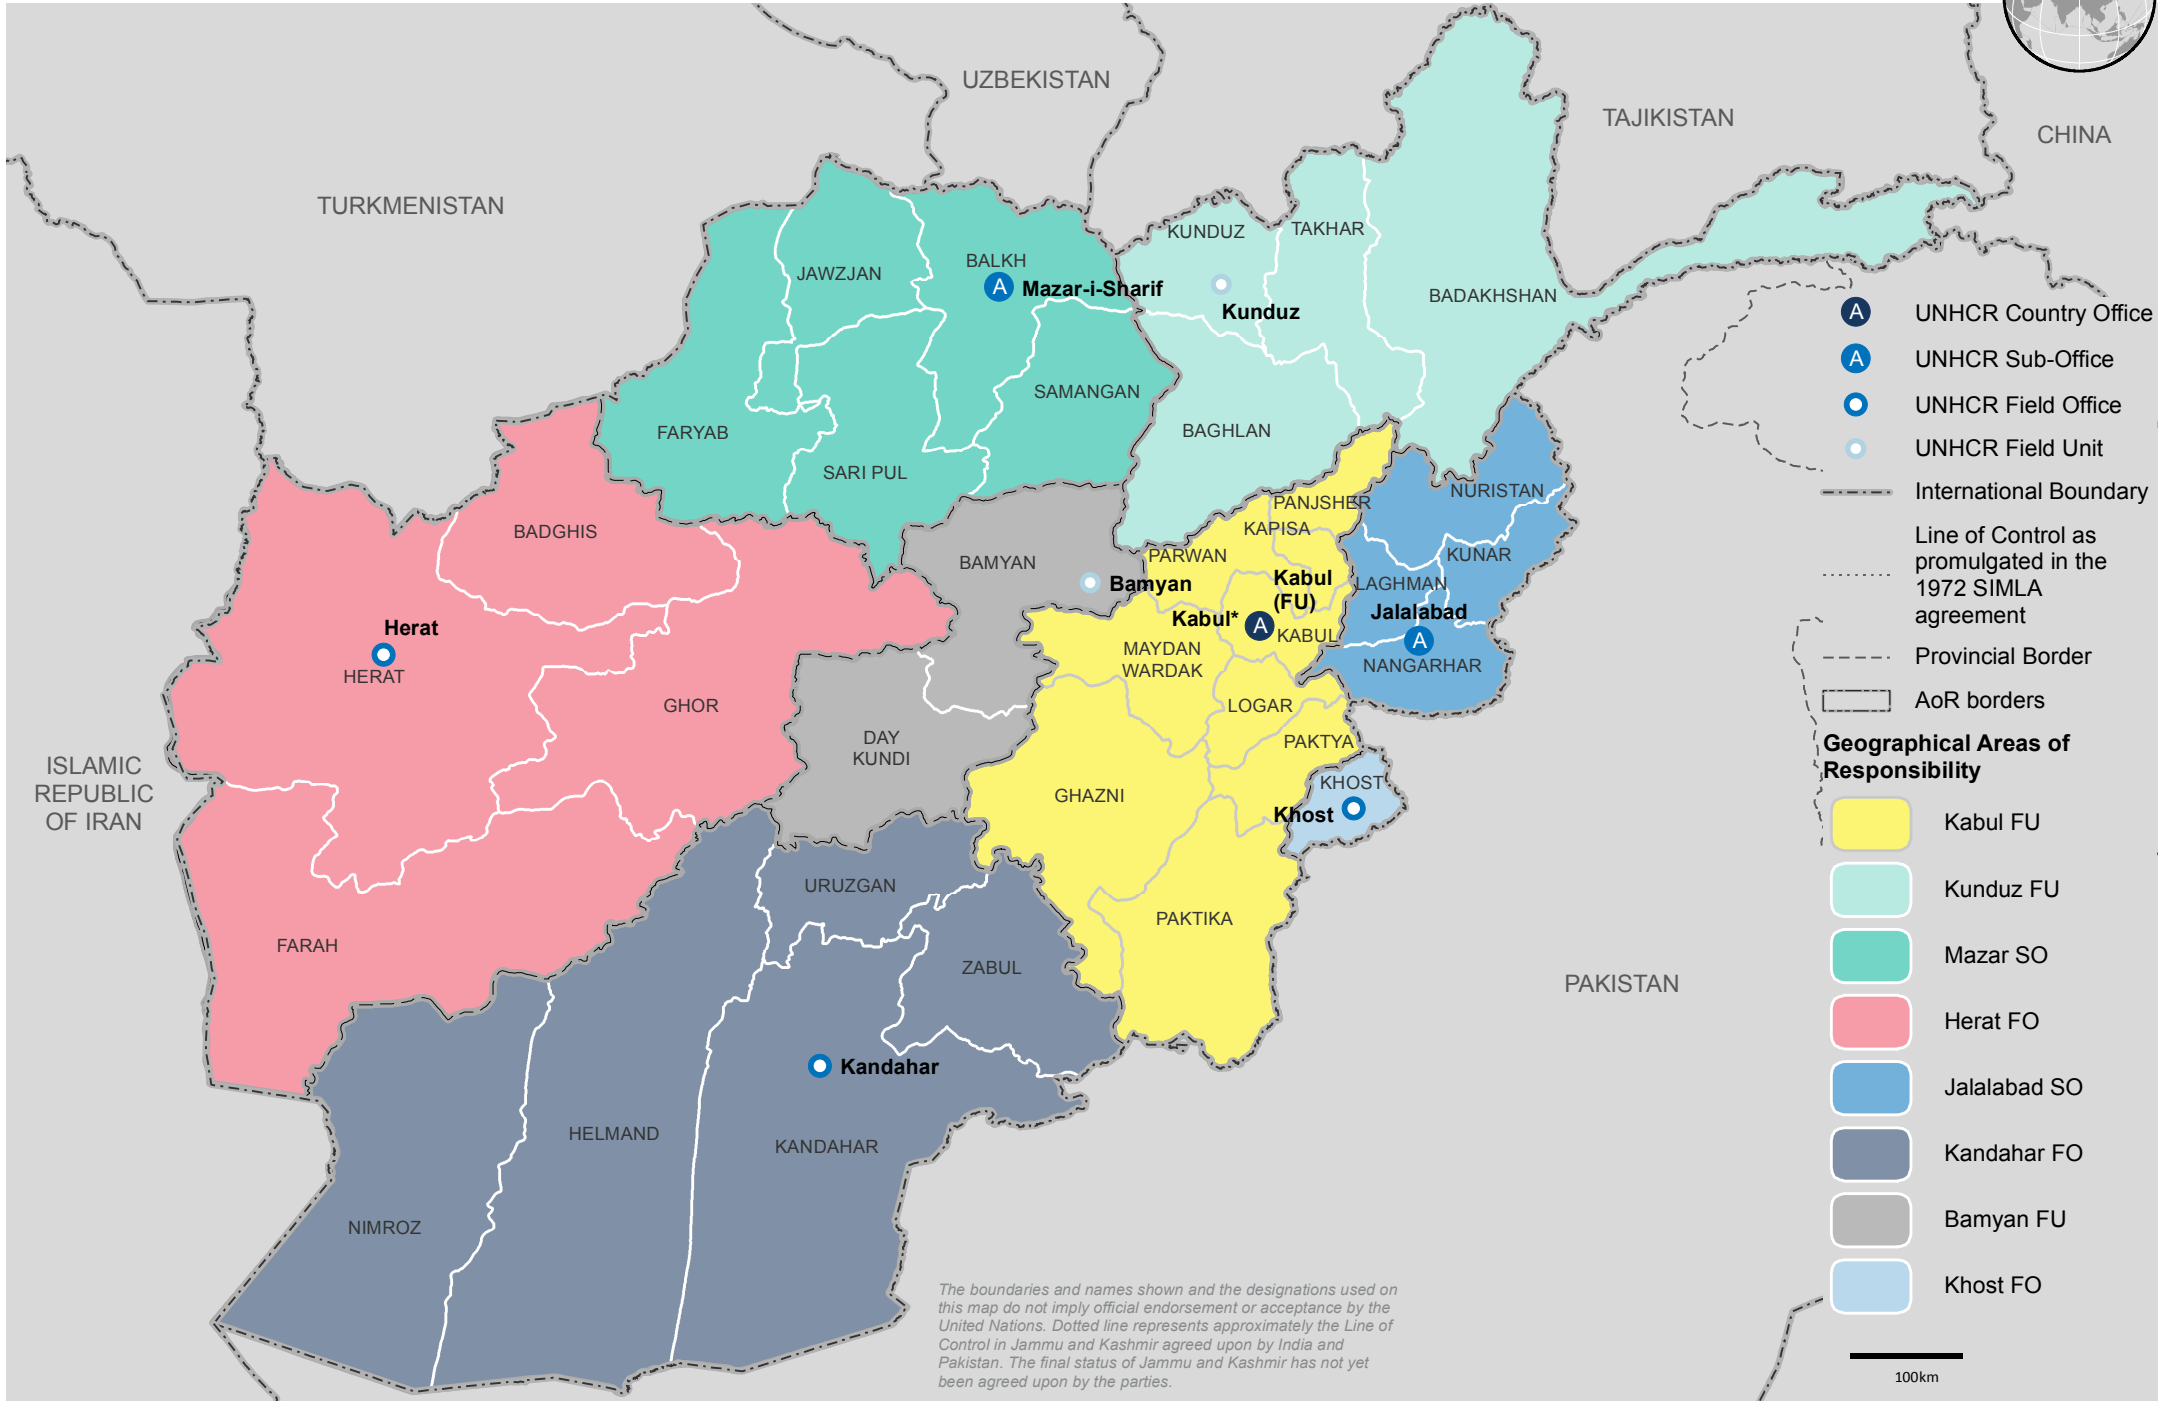 UZBEKISTAN
TAJIKISTAN
CHINA
TURKMENISTAN
KUNDUZ
TAKHAR
BALKH
JAWZJAN
A
Mazar-i-Sharif
Kunduz
BADAKHSHAN
SAMANGAN
FARYAB
BAGHLAN
SARI PUL
NURISTAN
PANJSHER
KAPISA
BADGHIS
BAMYAN
PARWAN
KUNAR
LAGHMAN
Bamyan
Kabul
(FU)
Jalalabad
A
Kabul*
A
KABUL
Herat
HERAT
MAYDAN
WARDAK
NANGARHAR
GHOR
LOGAR
DAY
KUNDI
PAKTYA
ISLAMIC
REPUBLIC
OF IRAN
GHAZNI
KHOST
Khost
URUZGAN
PAKTIKA
FARAH
ZABUL
PAKISTAN
Kandahar
HELMAND
KANDAHAR
NIMROZ
A UNHCR Country Office
A UNHCR Sub-Office
UNHCR Field Office
UNHCR Field Unit
International Boundary
Line of Control as
promulgated in the
1972 SIMLA
agreement
Provincial Border
AoR borders
Geographical Areas of
Responsibility
Kabul FU
Kunduz FU
Mazar SO
Herat FO
Jalalabad SO
Kandahar FO
Bamyan FU
Khost FO
100km
The boundaries and names shown and the designations used on
this map do not imply official endorsement or acceptance by the
United Nations. Dotted line represents approximately the Line of
Control in Jammu and Kashmir agreed upon by India and
Pakistan. The final status of Jammu and Kashmir has not yet
been agreed upon by the parties.